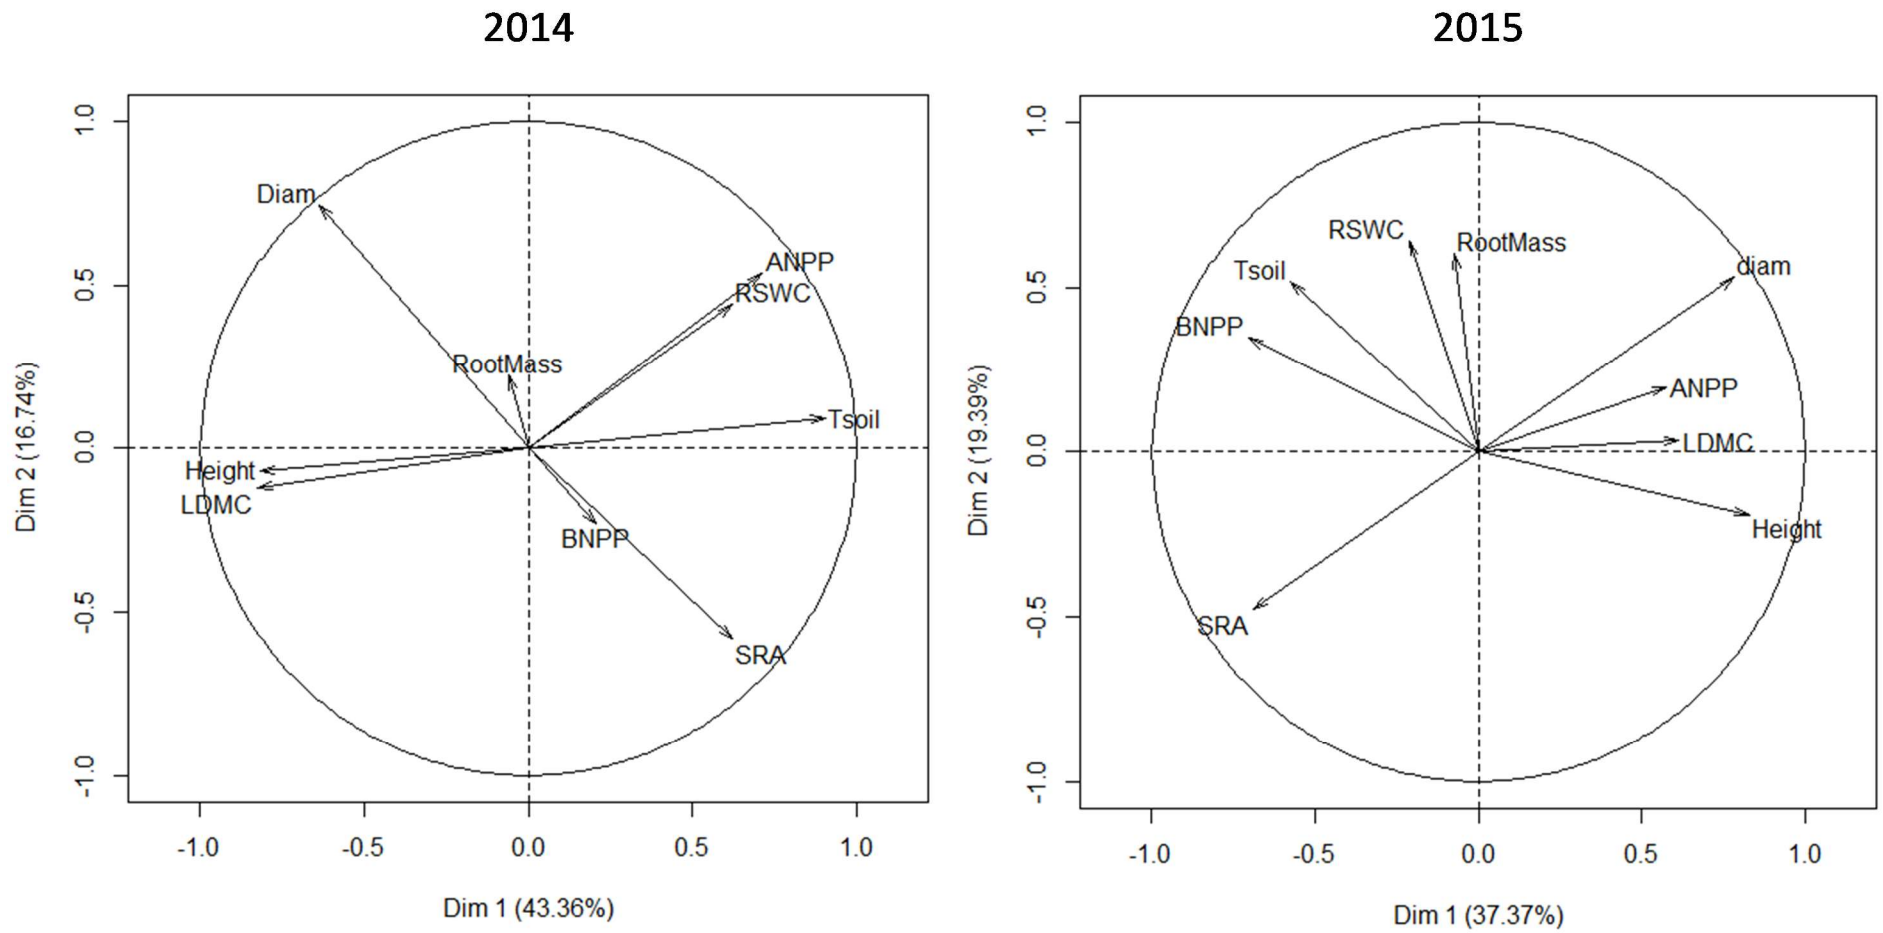 2014
2015
1.0
0.5
0.0
-0.5
-1.0
Dim 2 (16.74%)
Diam
ANPP
RSWC
RootMass
Tsoil
Height
LDMC
BNPP
SRA
-1.0
-0.5
0.0
0.5
1.0
Dim 1 (43.36%)
1.0
0.5
0.0
-0.5
-1.0
Dim 2 (19.39%)
RSWC
RootMass
Tsoil
diam
BNPP
ANPP
LDMC
Height
SRA
-1.0
-0.5
0.0
0.5
1.0
Dim 1 (37.37%)